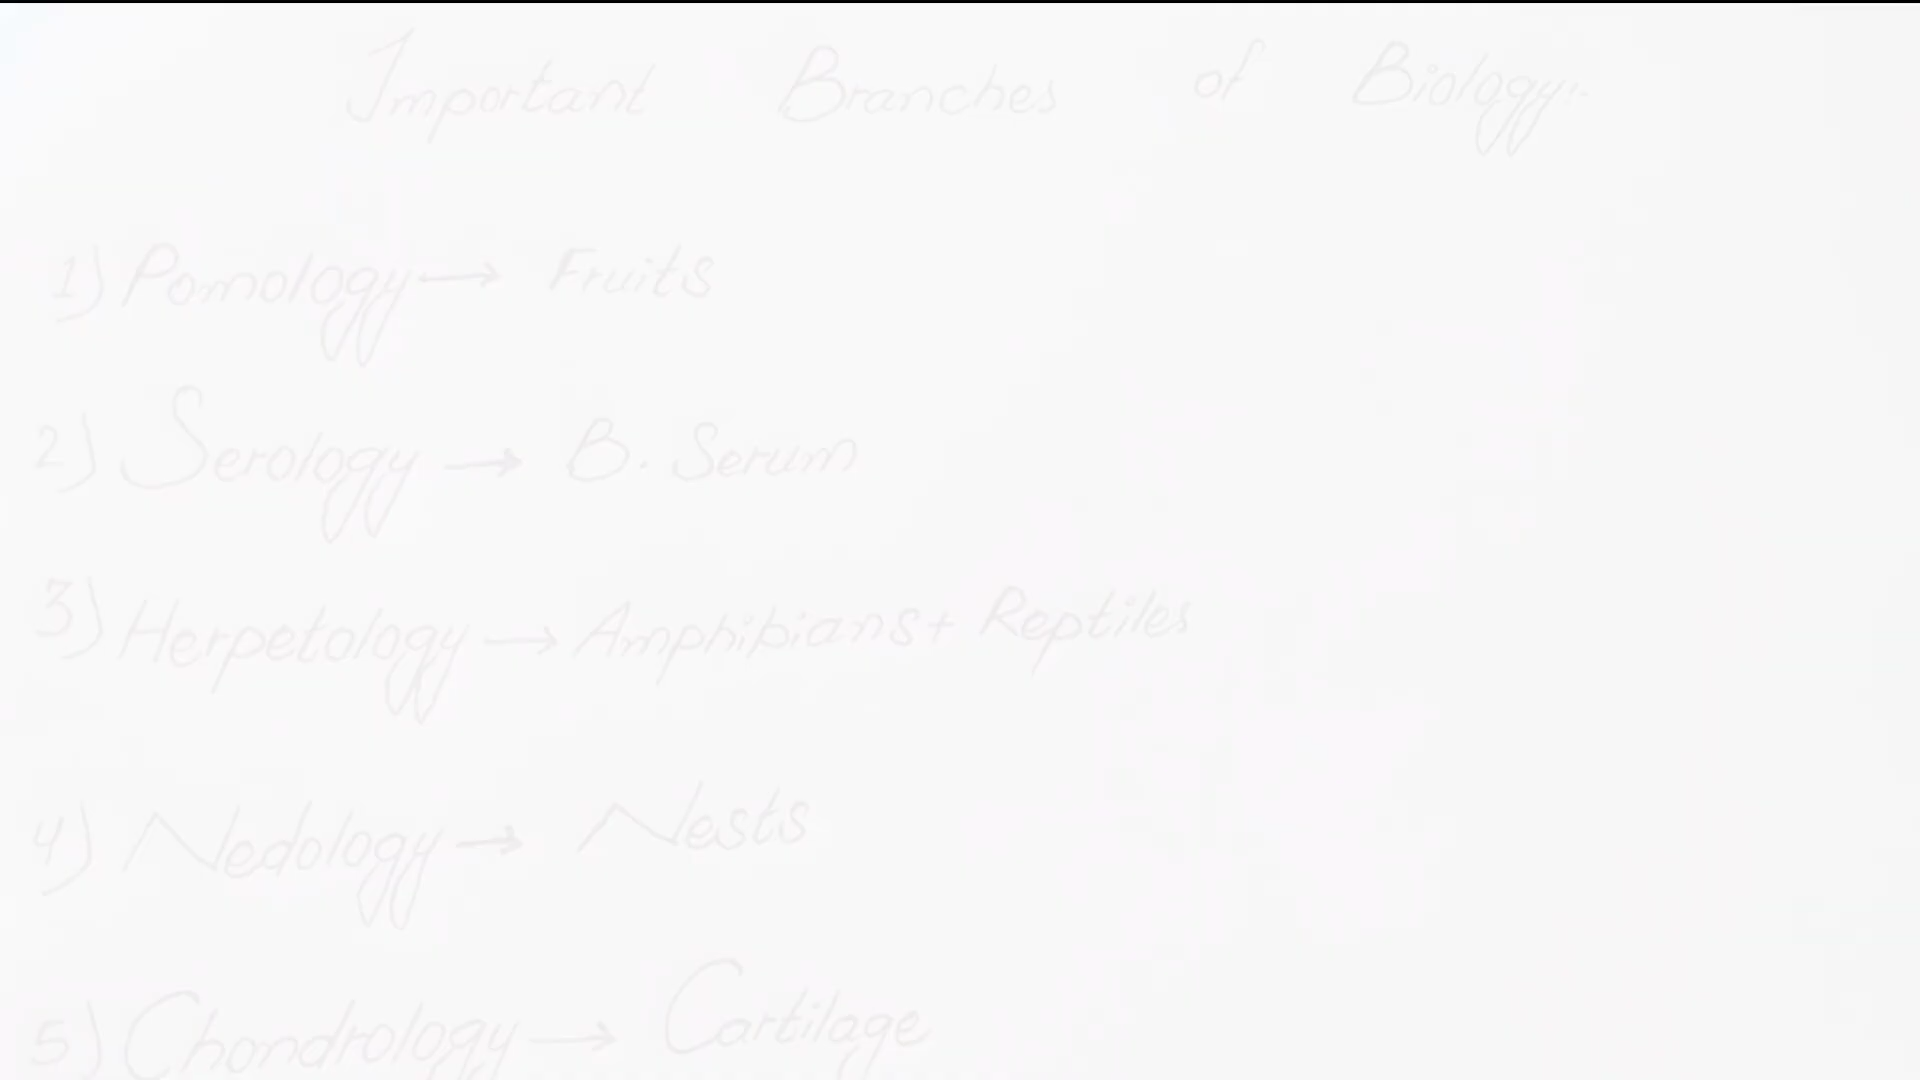 Important Branches of Biology:-
1) Pomology → Fruits
2) Serology → B. Serum
3) Herpetology → Amphibians + Reptiles
4) Nedology → Nests
5) Chondrology → Cartilage